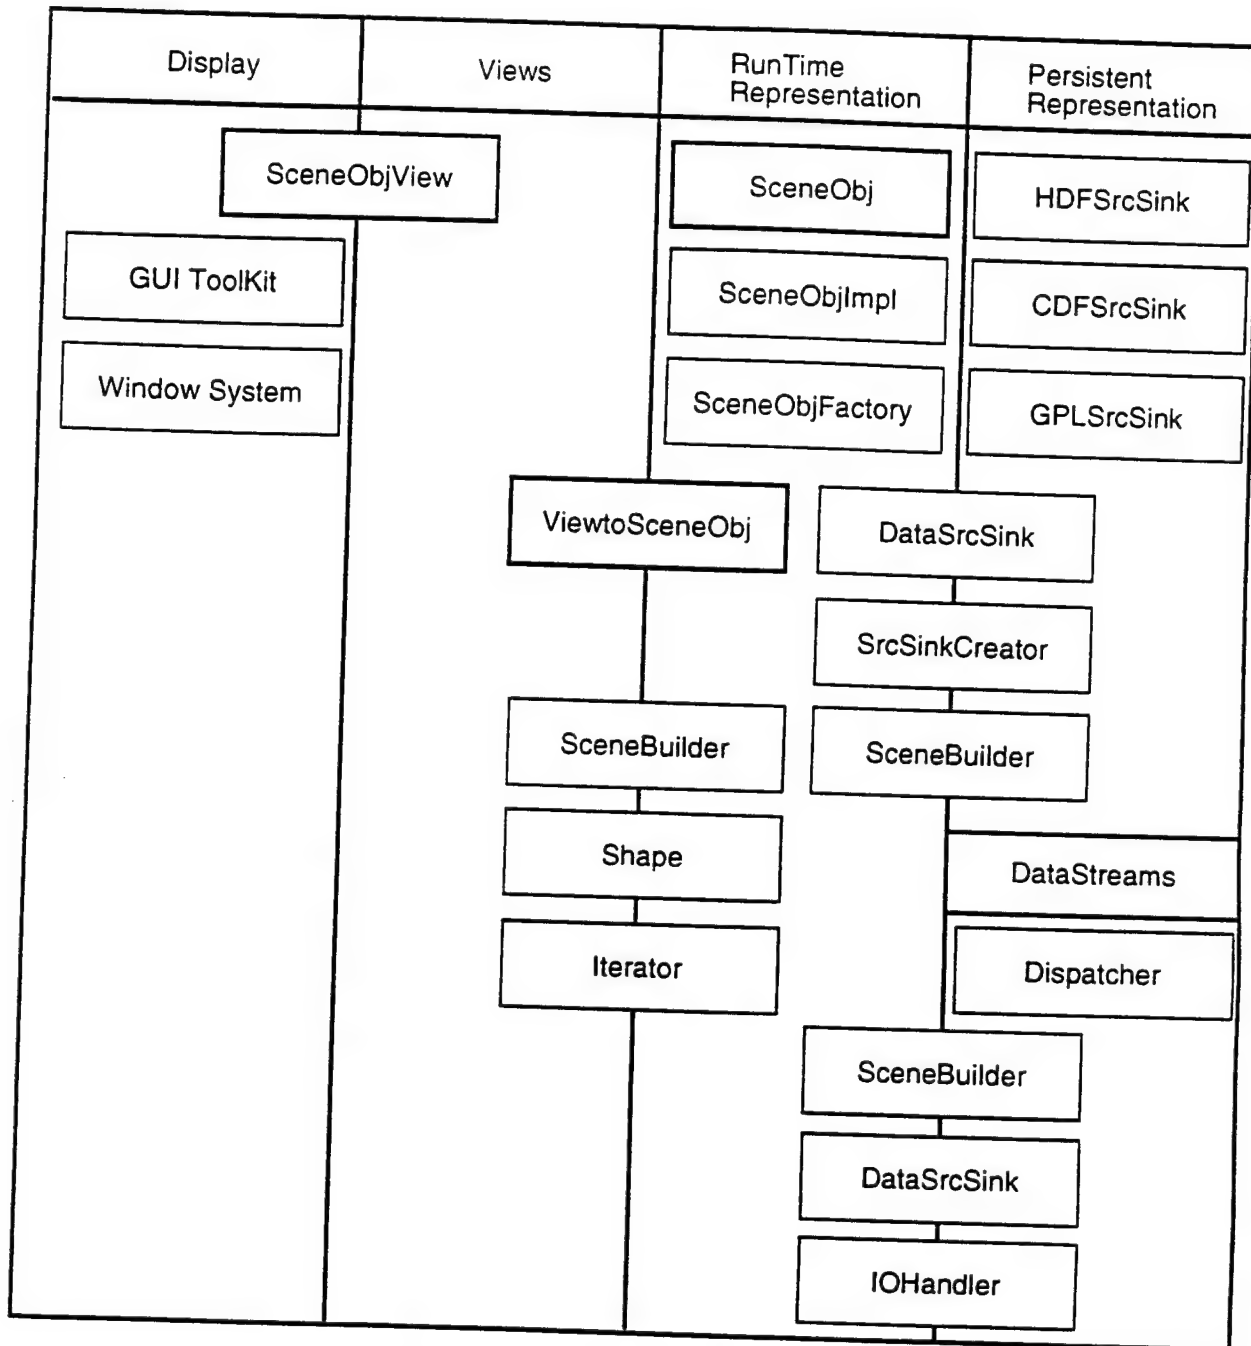 Display
Views
RunTime
Representation
Persistent
Representation
SceneObjView
SceneObj
HDFSrcSink
GUI ToolKit
SceneObjImpl
CDFSrcSink
Window System
SceneObjFactory
GPLSrcSink
ViewtoSceneObj
DataSrcSink
SrcSinkCreator
SceneBuilder
SceneBuilder
Shape
DataStreams
Iterator
Dispatcher
SceneBuilder
DataSrcSink
IOHandler